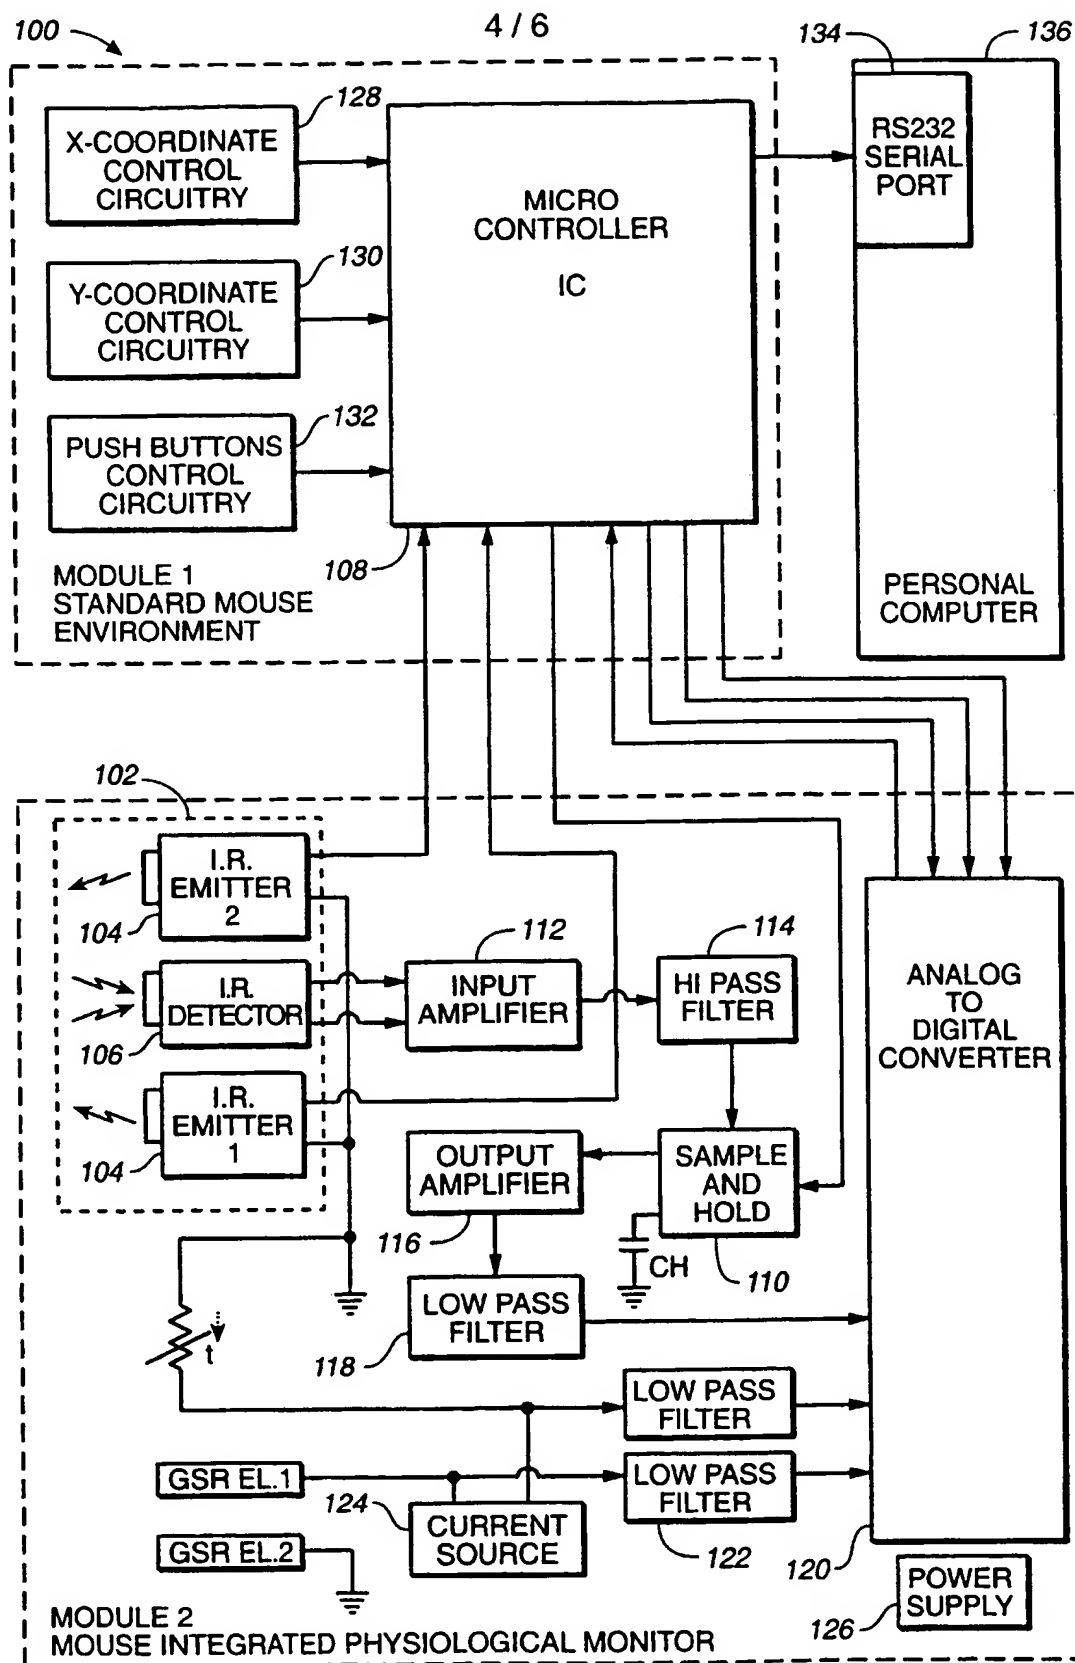 100
4 / 6
134
136
X-COORDINATE
CONTROL
CIRCUITRY
128
MICRO
CONTROLLER
IC
RS232
SERIAL
PORT
Y-COORDINATE
CONTROL
CIRCUITRY
130
PUSH BUTTONS
CONTROL
CIRCUITRY
132
108
MODULE 1
STANDARD MOUSE
ENVIRONMENT
PERSONAL
COMPUTER
102
I.R.
EMITTER
2
104
I.R.
DETECTOR
106
I.R.
EMITTER
1
104
112
INPUT
AMPLIFIER
114
HI PASS
FILTER
ANALOG
TO
DIGITAL
CONVERTER
OUTPUT
AMPLIFIER
116
SAMPLE
AND
HOLD
110
CH
LOW PASS
FILTER
118
t
LOW PASS
FILTER
GSR EL.1
LOW PASS
FILTER
122
124
CURRENT
SOURCE
GSR EL.2
120
POWER
SUPPLY
126
MODULE 2
MOUSE INTEGRATED PHYSIOLOGICAL MONITOR